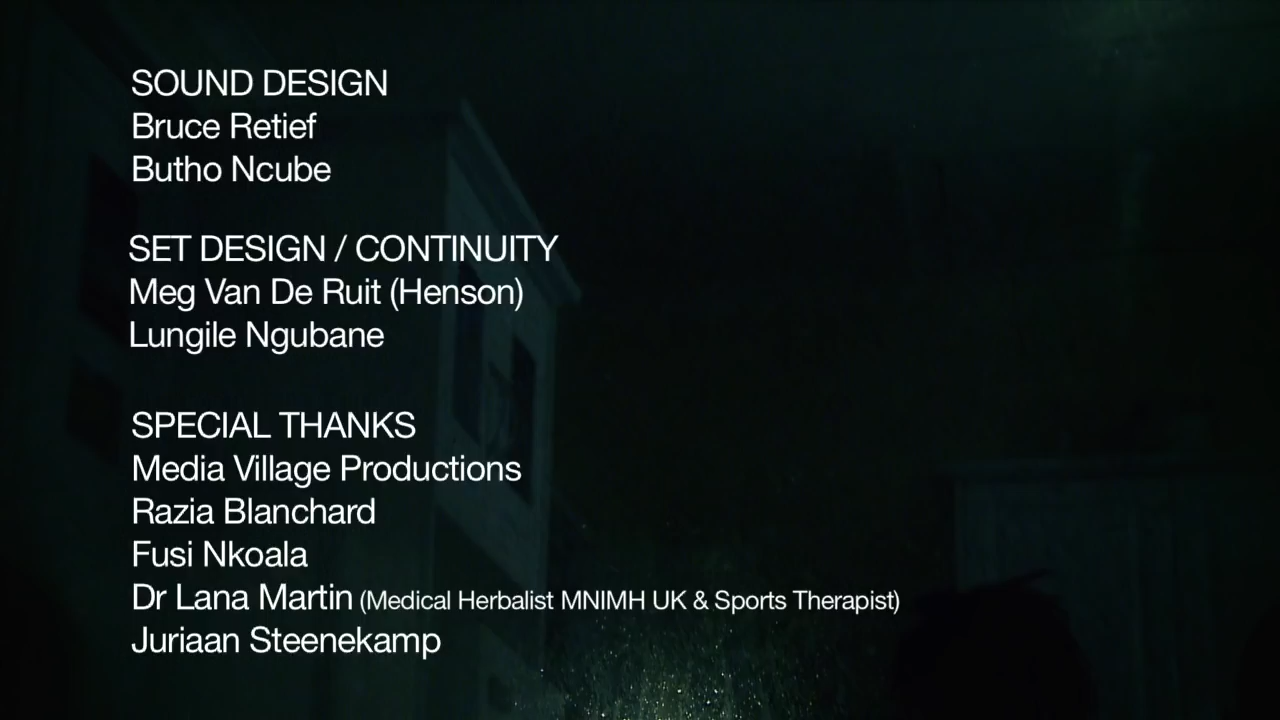 SOUND DESIGN
Bruce Retief
Butho Ncube
SET DESIGN / CONTINUITY
Meg Van De Ruit (Henson)
Lungile Ngubane
SPECIAL THANKS
Media Village Productions
Razia Blanchard
Fusi Nkoala
Dr Lana Martin (Medical Herbalist MNIMH UK & Sports Therapist)
Juriaan Steenekamp